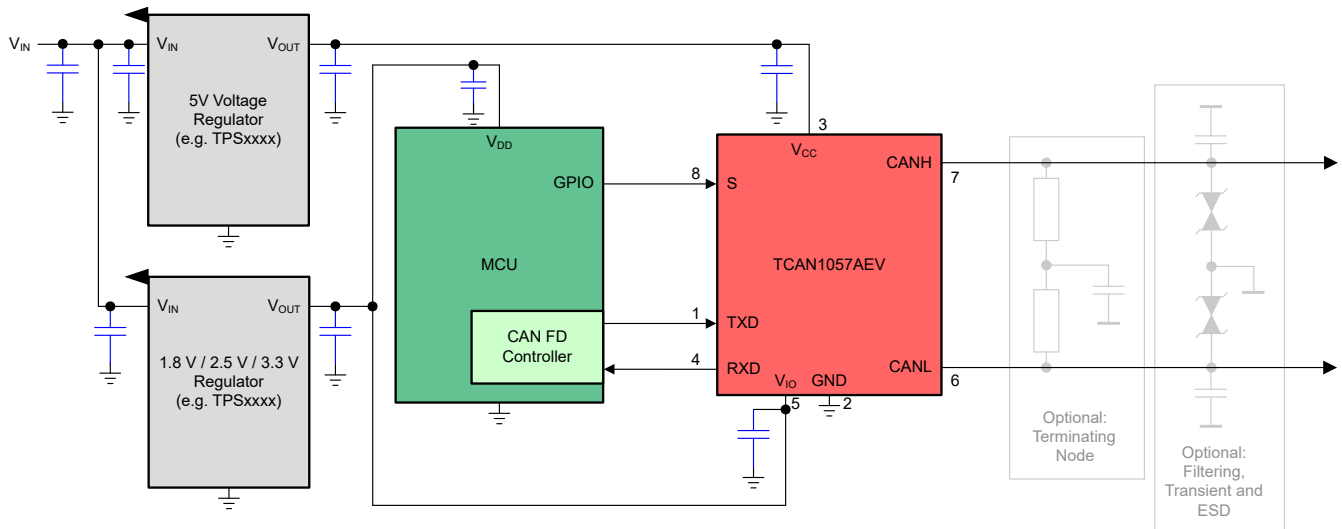 VIN
VIN
VOUT
5V Voltage
Regulator
(e.g. TPSxxxx)
VIN
VOUT
1.8 V / 2.5 V / 3.3 V
Regulator
(e.g. TPSxxxx)
VDD
GPIO
MCU
CAN FD
Controller
8
1
4
3
VCC
S
CANH
7
TCAN1057AEV
TXD
RXD
VIO
GND
CANL
6
5
2
Optional:
Terminating
Node
Optional:
Filtering,
Transient and
ESD